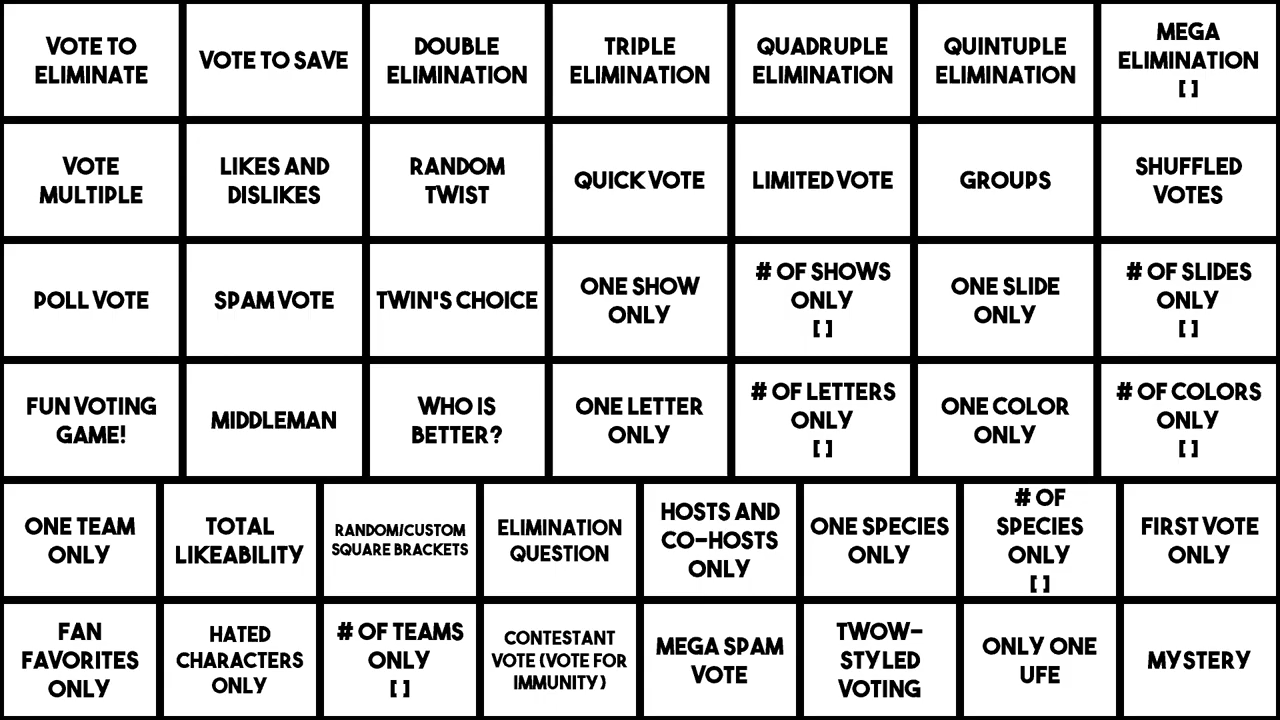 VOTE TO
ELIMINATE
VOTE TO SAVE
DOUBLE
ELIMINATION
TRIPLE
ELIMINATION
QUADRUPLE
ELIMINATION
QUINTUPLE
ELIMINATION
MEGA
ELIMINATION
[ ]
VOTE
MULTIPLE
LIKES AND
DISLIKES
RANDOM
TWIST
QUICK VOTE
LIMITED VOTE
GROUPS
SHUFFLED
VOTES
POLL VOTE
SPAM VOTE
TWIN'S CHOICE
ONE SHOW
ONLY
# OF SHOWS
ONLY
[ ]
ONE SLIDE
ONLY
# OF SLIDES
ONLY
[ ]
FUN VOTING
GAME!
MIDDLEMAN
WHO IS
BETTER?
ONE LETTER
ONLY
# OF LETTERS
ONLY
[ ]
ONE COLOR
ONLY
# OF COLORS
ONLY
[ ]
ONE TEAM
ONLY
TOTAL
LIKEABILITY
RANDOM/CUSTOM
SQUARE BRACKETS
ELIMINATION
QUESTION
HOSTS AND
CO-HOSTS
ONLY
ONE SPECIES
ONLY
# OF
SPECIES
ONLY
[ ]
FIRST VOTE
ONLY
FAN
FAVORITES
ONLY
HATED
CHARACTERS
ONLY
# OF TEAMS
ONLY
[ ]
CONTESTANT
VOTE (VOTE FOR
IMMUNITY)
MEGA SPAM
VOTE
TWOW-
STYLED
VOTING
ONLY ONE
UFE
MYSTERY